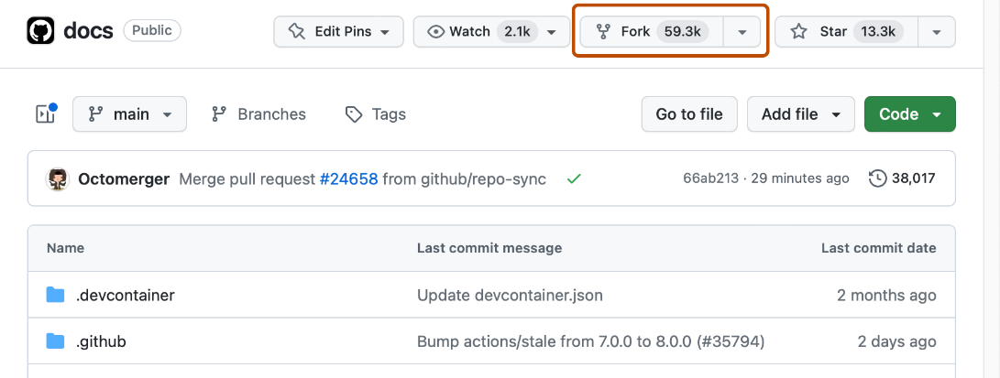 docs Public Edit Pins Watch 2.1k Fork 59.3k Star 13.3k
main Branches Tags Go to file Add file Code
Octomerger Merge pull request #24658 from github/repo-sync 66ab213 · 29 minutes ago 38,017
Name Last commit message Last commit date
.devcontainer Update devcontainer.json 2 months ago
.github Bump actions/stale from 7.0.0 to 8.0.0 (#35794) 2 days ago